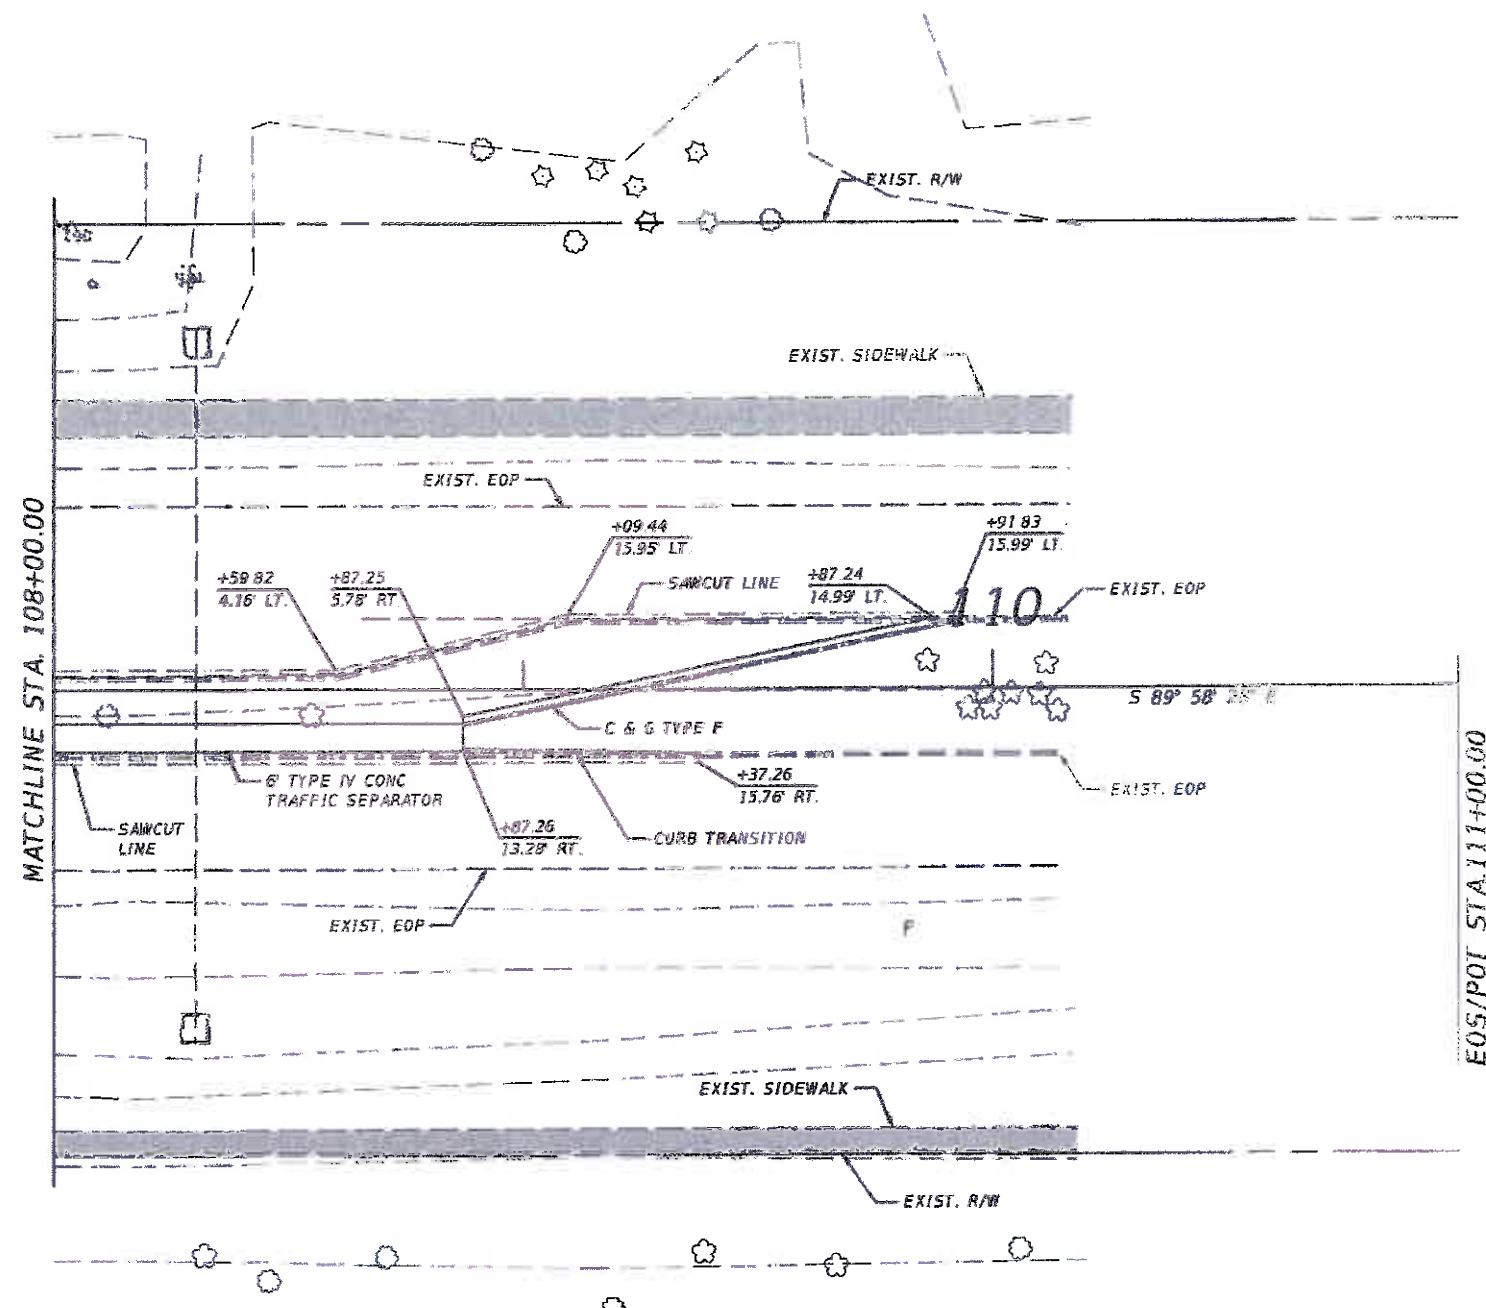 EXIST. R/W
EXIST. SIDEWALK
EXIST. EOP
+09.44
15.95' LT.
+91.83
15.99' LT.
+59.82
4.16' LT.
+87.25
5.78' RT.
SAWCUT LINE
+87.24
14.99' LT.
110
EXIST. EOP
MATCHLINE STA. 108+00.00
S 89° 58'
C & G TYPE F
6' TYPE IV CONC
TRAFFIC SEPARATOR
+37.26
15.76' RT.
EXIST. EOP
SAWCUT
LINE
+87.26
13.28' RT.
CURB TRANSITION
EXIST. EOP
EOS/POT STA.111+00.00
EXIST. SIDEWALK
EXIST. R/W